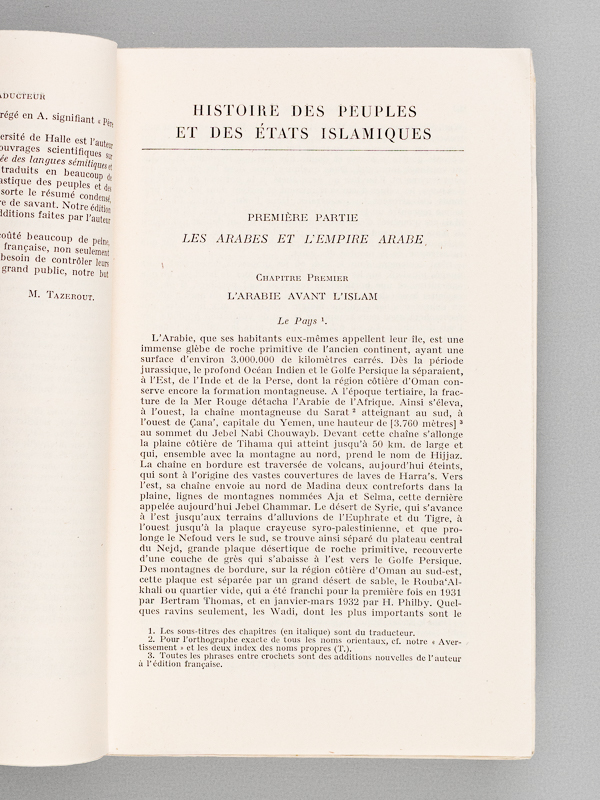 ADUCTEUR
régé en A. signifiant « Père
ersité de Halle est l'auteur
ouvrages scientifiques sur
ée des langues sémitiques et
traduits en beaucoup de
astique des peuples et des
sorte le résumé condensé,
re de savant. Notre édition
dditions faites par l'auteur
oûté beaucoup de peine,
française, non seulement
besoin de contrôler leurs
grand public, notre but
M. TAZEROUT.
HISTOIRE DES PEUPLES
ET DES ÉTATS ISLAMIQUES
PREMIÈRE PARTIE
LES ARABES ET L'EMPIRE ARABE
CHAPITRE PREMIER
L'ARABIE AVANT L'ISLAM
Le Pays ¹.
L'Arabie, que ses habitants eux-mêmes appellent leur île, est une
immense glèbe de roche primitive de l'ancien continent, ayant une
surface d'environ 3.000.000 de kilomètres carrés. Dès la période
jurassique, le profond Océan Indien et le Golfe Persique la séparaient,
à l'Est, de l'Inde et de la Perse, dont la région côtière d'Oman con-
serve encore la formation montagneuse. A l'époque tertiaire, la frac-
ture de la Mer Rouge détacha l'Arabie de l'Afrique. Ainsi s'éleva,
à l'ouest, la chaîne montagneuse du Sarat ² atteignant au sud, à
l'ouest de Çana', capitale du Yemen, une hauteur de [3.760 mètres] ³
au sommet du Jebel Nabi Chouwayb. Devant cette chaîne s'allonge
la plaine côtière de Tihama qui atteint jusqu'à 50 km. de large et
qui, ensemble avec la montagne au nord, prend le nom de Hijjaz.
La chaîne en bordure est traversée de volcans, aujourd'hui éteints,
qui sont à l'origine des vastes couvertures de laves de Harra's. Vers
l'est, sa chaîne envoie au nord de Madina deux contreforts dans la
plaine, lignes de montagnes nommées Aja et Selma, cette dernière
appelée aujourd'hui Jebel Chammar. Le désert de Syrie, qui s'avance
à l'est jusqu'aux terrains d'alluvions de l'Euphrate et du Tigre, à
l'ouest jusqu'à la plaque crayeuse syro-palestinienne, et que pro-
longe le Nefoud vers le sud, se trouve ainsi séparé du plateau central
du Nejd, grande plaque désertique de roche primitive, recouverte
d'une couche de grès qui s'abaisse à l'est vers le Golfe Persique.
Des montagnes de bordure, sur la région côtière d'Oman au sud-est,
cette plaque est séparée par un grand désert de sable, le Rouba'Al-
khali ou quartier vide, qui a été franchi pour la première fois en 1931
par Bertram Thomas, et en janvier-mars 1932 par H. Philby. Quel-
ques ravins seulement, les Wadi, dont les plus importants sont le
1. Les sous-titres des chapitres (en italique) sont du traducteur.
2. Pour l'orthographe exacte de tous les noms orientaux, cf. notre « Aver-
tissement » et les deux index des noms propres (T.).
3. Toutes les phrases entre crochets sont des additions nouvelles de l'auteur
à l'édition française.